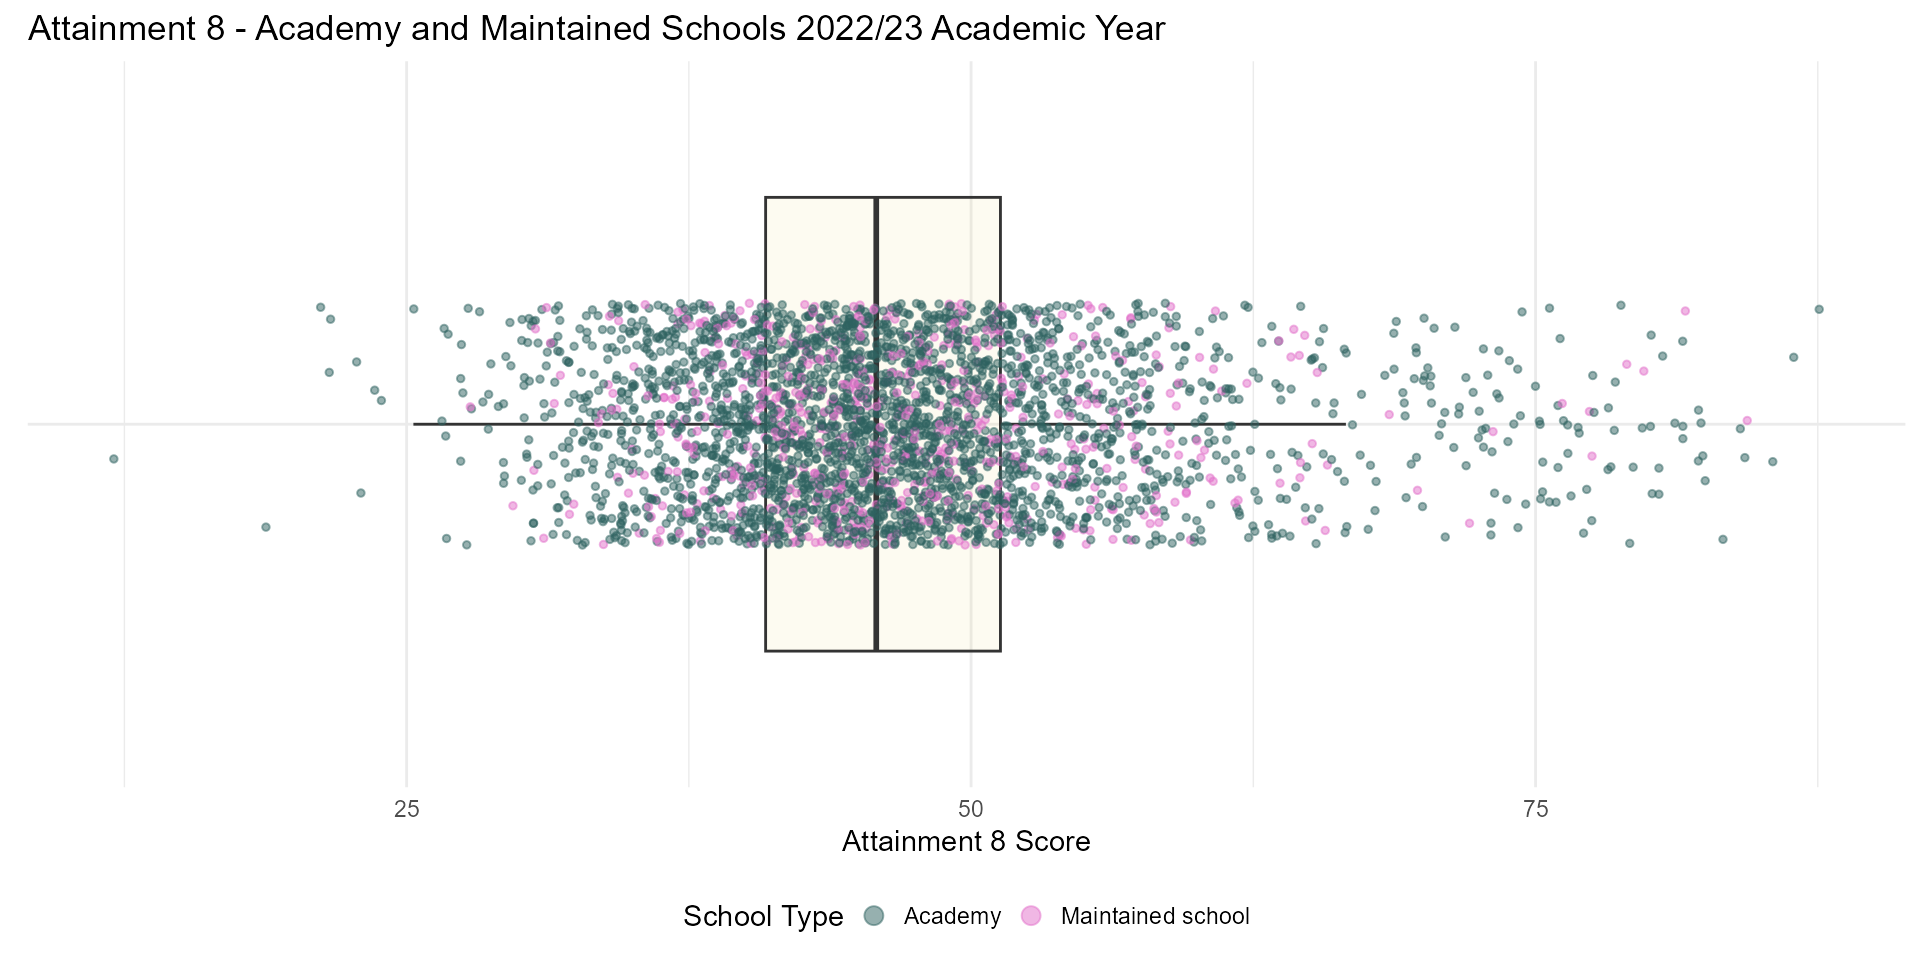 Attainment 8 - Academy and Maintained Schools 2022/23 Academic Year
25 50 75
Attainment 8 Score
School Type Academy Maintained school